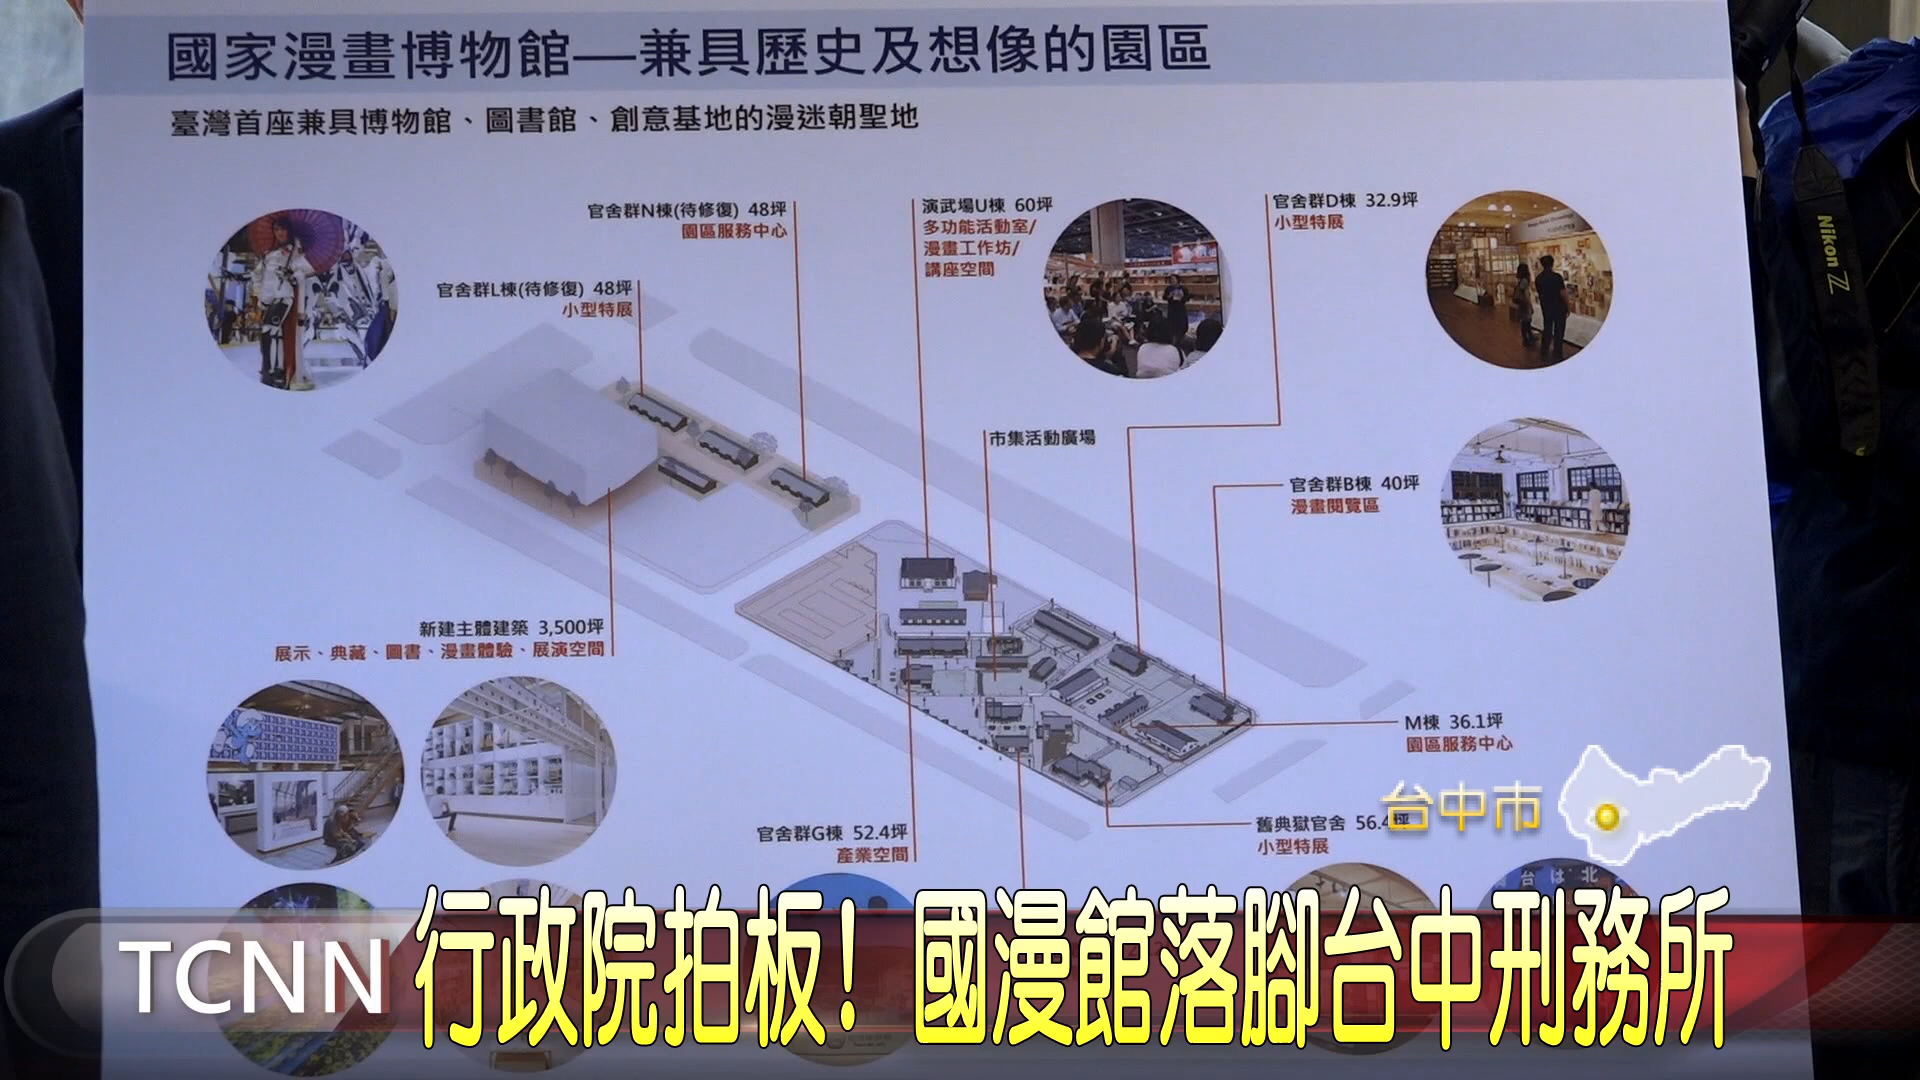 國家漫畫博物館—兼具歷史及想像的園區
臺灣首座兼具博物館、圖書館、創意基地的漫迷朝聖地
官舍群N棟(待修復) 48坪
園區服務中心
演武場U棟 60坪
多功能活動室/
漫畫工作坊/
講座空間
官舍群D棟 32.9坪
小型特展
Nikon Z
官舍群L棟(待修復) 48坪
小型特展
市集活動廣場
官舍群B棟 40坪
漫畫閱覽區
新建主體建築 3,500坪
展示、典藏、圖書、漫畫體驗、展演空間
M棟 36.1坪
園區服務中心
台中市
官舍群G棟 52.4坪
產業空間
舊典獄官舍 56.4坪
小型特展
TCNN 行政院拍板！國漫館落腳台中刑務所